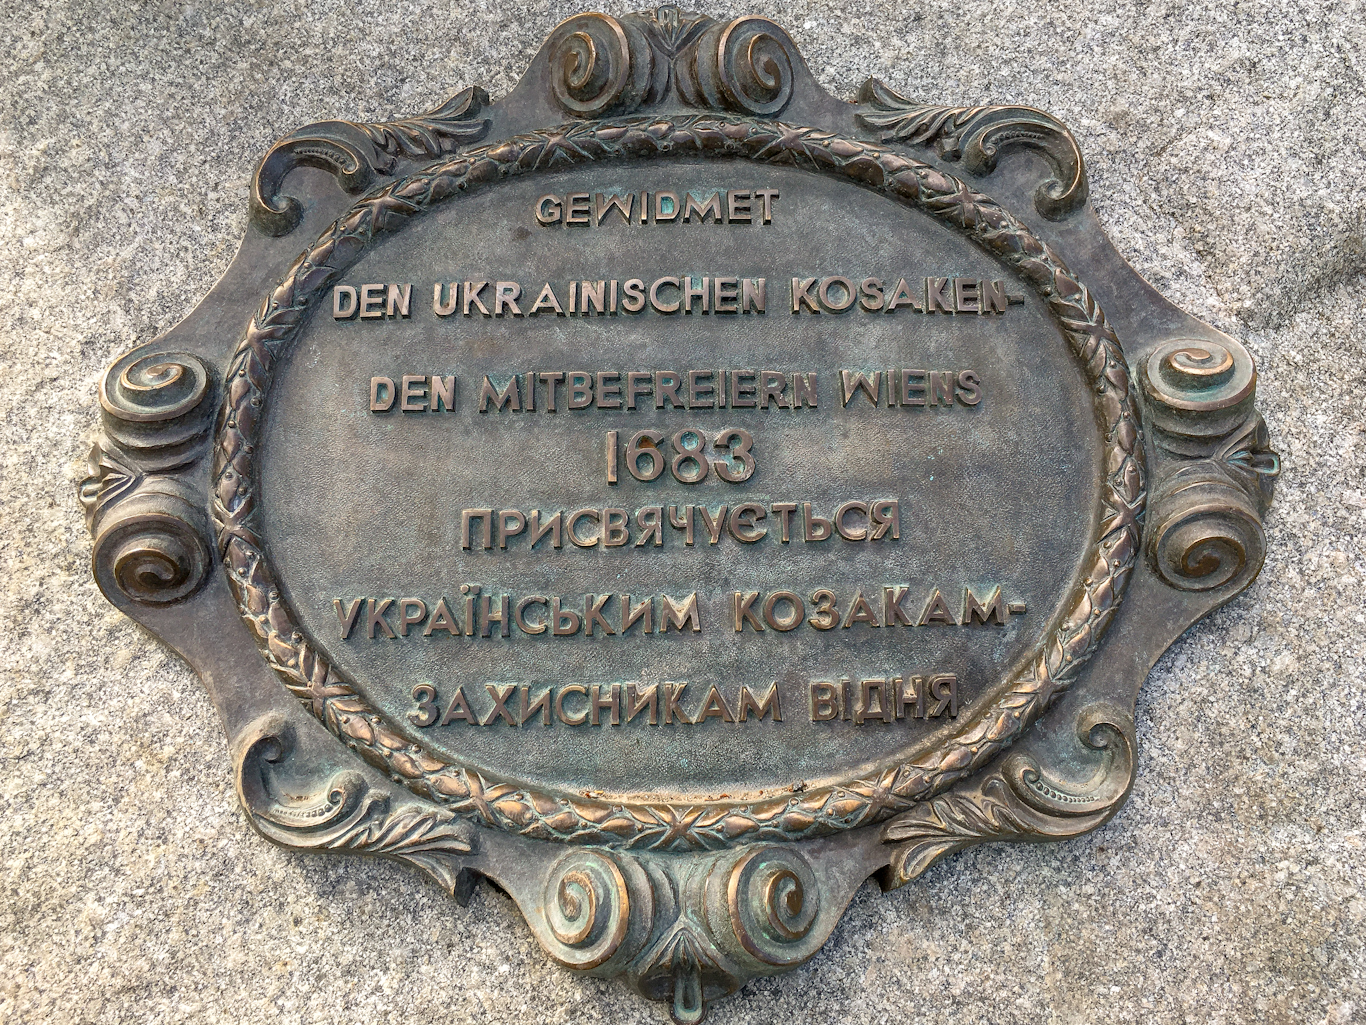 GEWIDMET
DEN UKRAINISCHEN KOSAKEN-
DEN MITBEFREIERN WIENS
1683
ПРИСВЯЧУЄТЬСЯ
УКРАЇНСЬКИМ КОЗАКАМ-
ЗАХИСНИКАМ ВІДНЯ